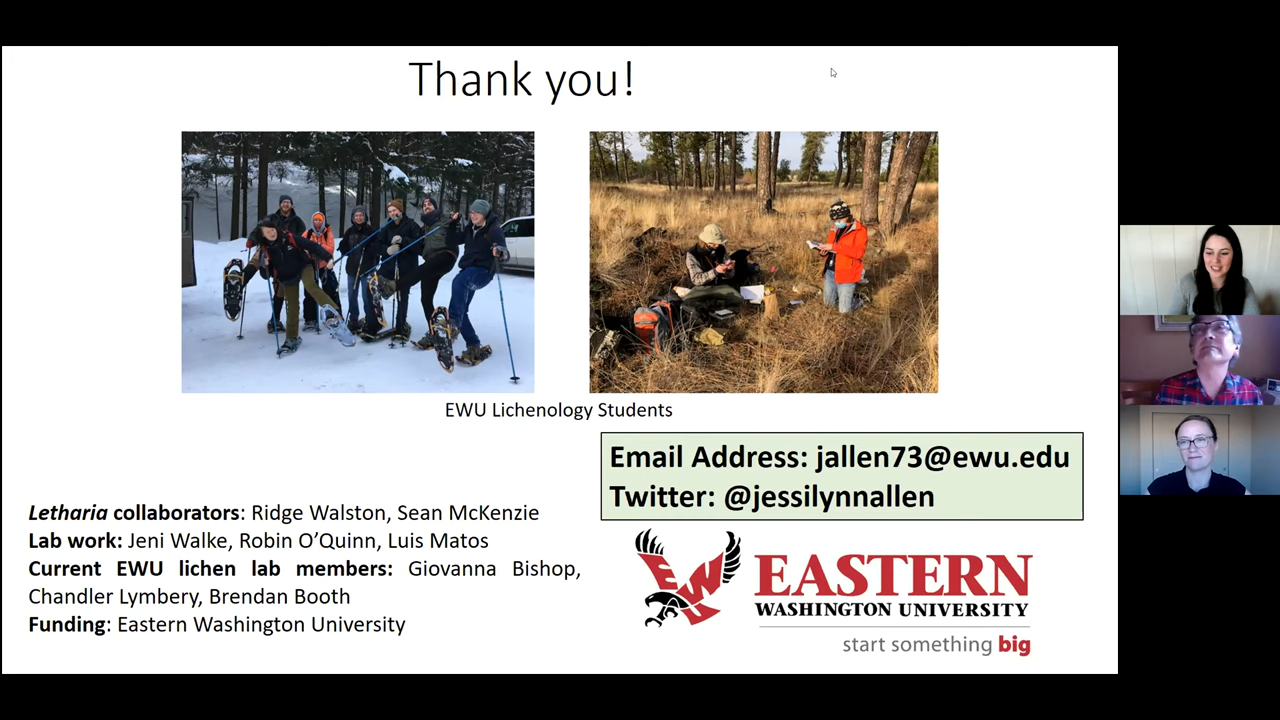 Thank you!
EWU Lichenology Students
Email Address: jallen73@ewu.edu
Twitter: @jessilynnallen
Letharia collaborators: Ridge Walston, Sean McKenzie
Lab work: Jeni Walke, Robin O’Quinn, Luis Matos
Current EWU lichen lab members: Giovanna Bishop,
Chandler Lymbery, Brendan Booth
Funding: Eastern Washington University
EWU
EASTERN
WASHINGTON UNIVERSITY
start something big